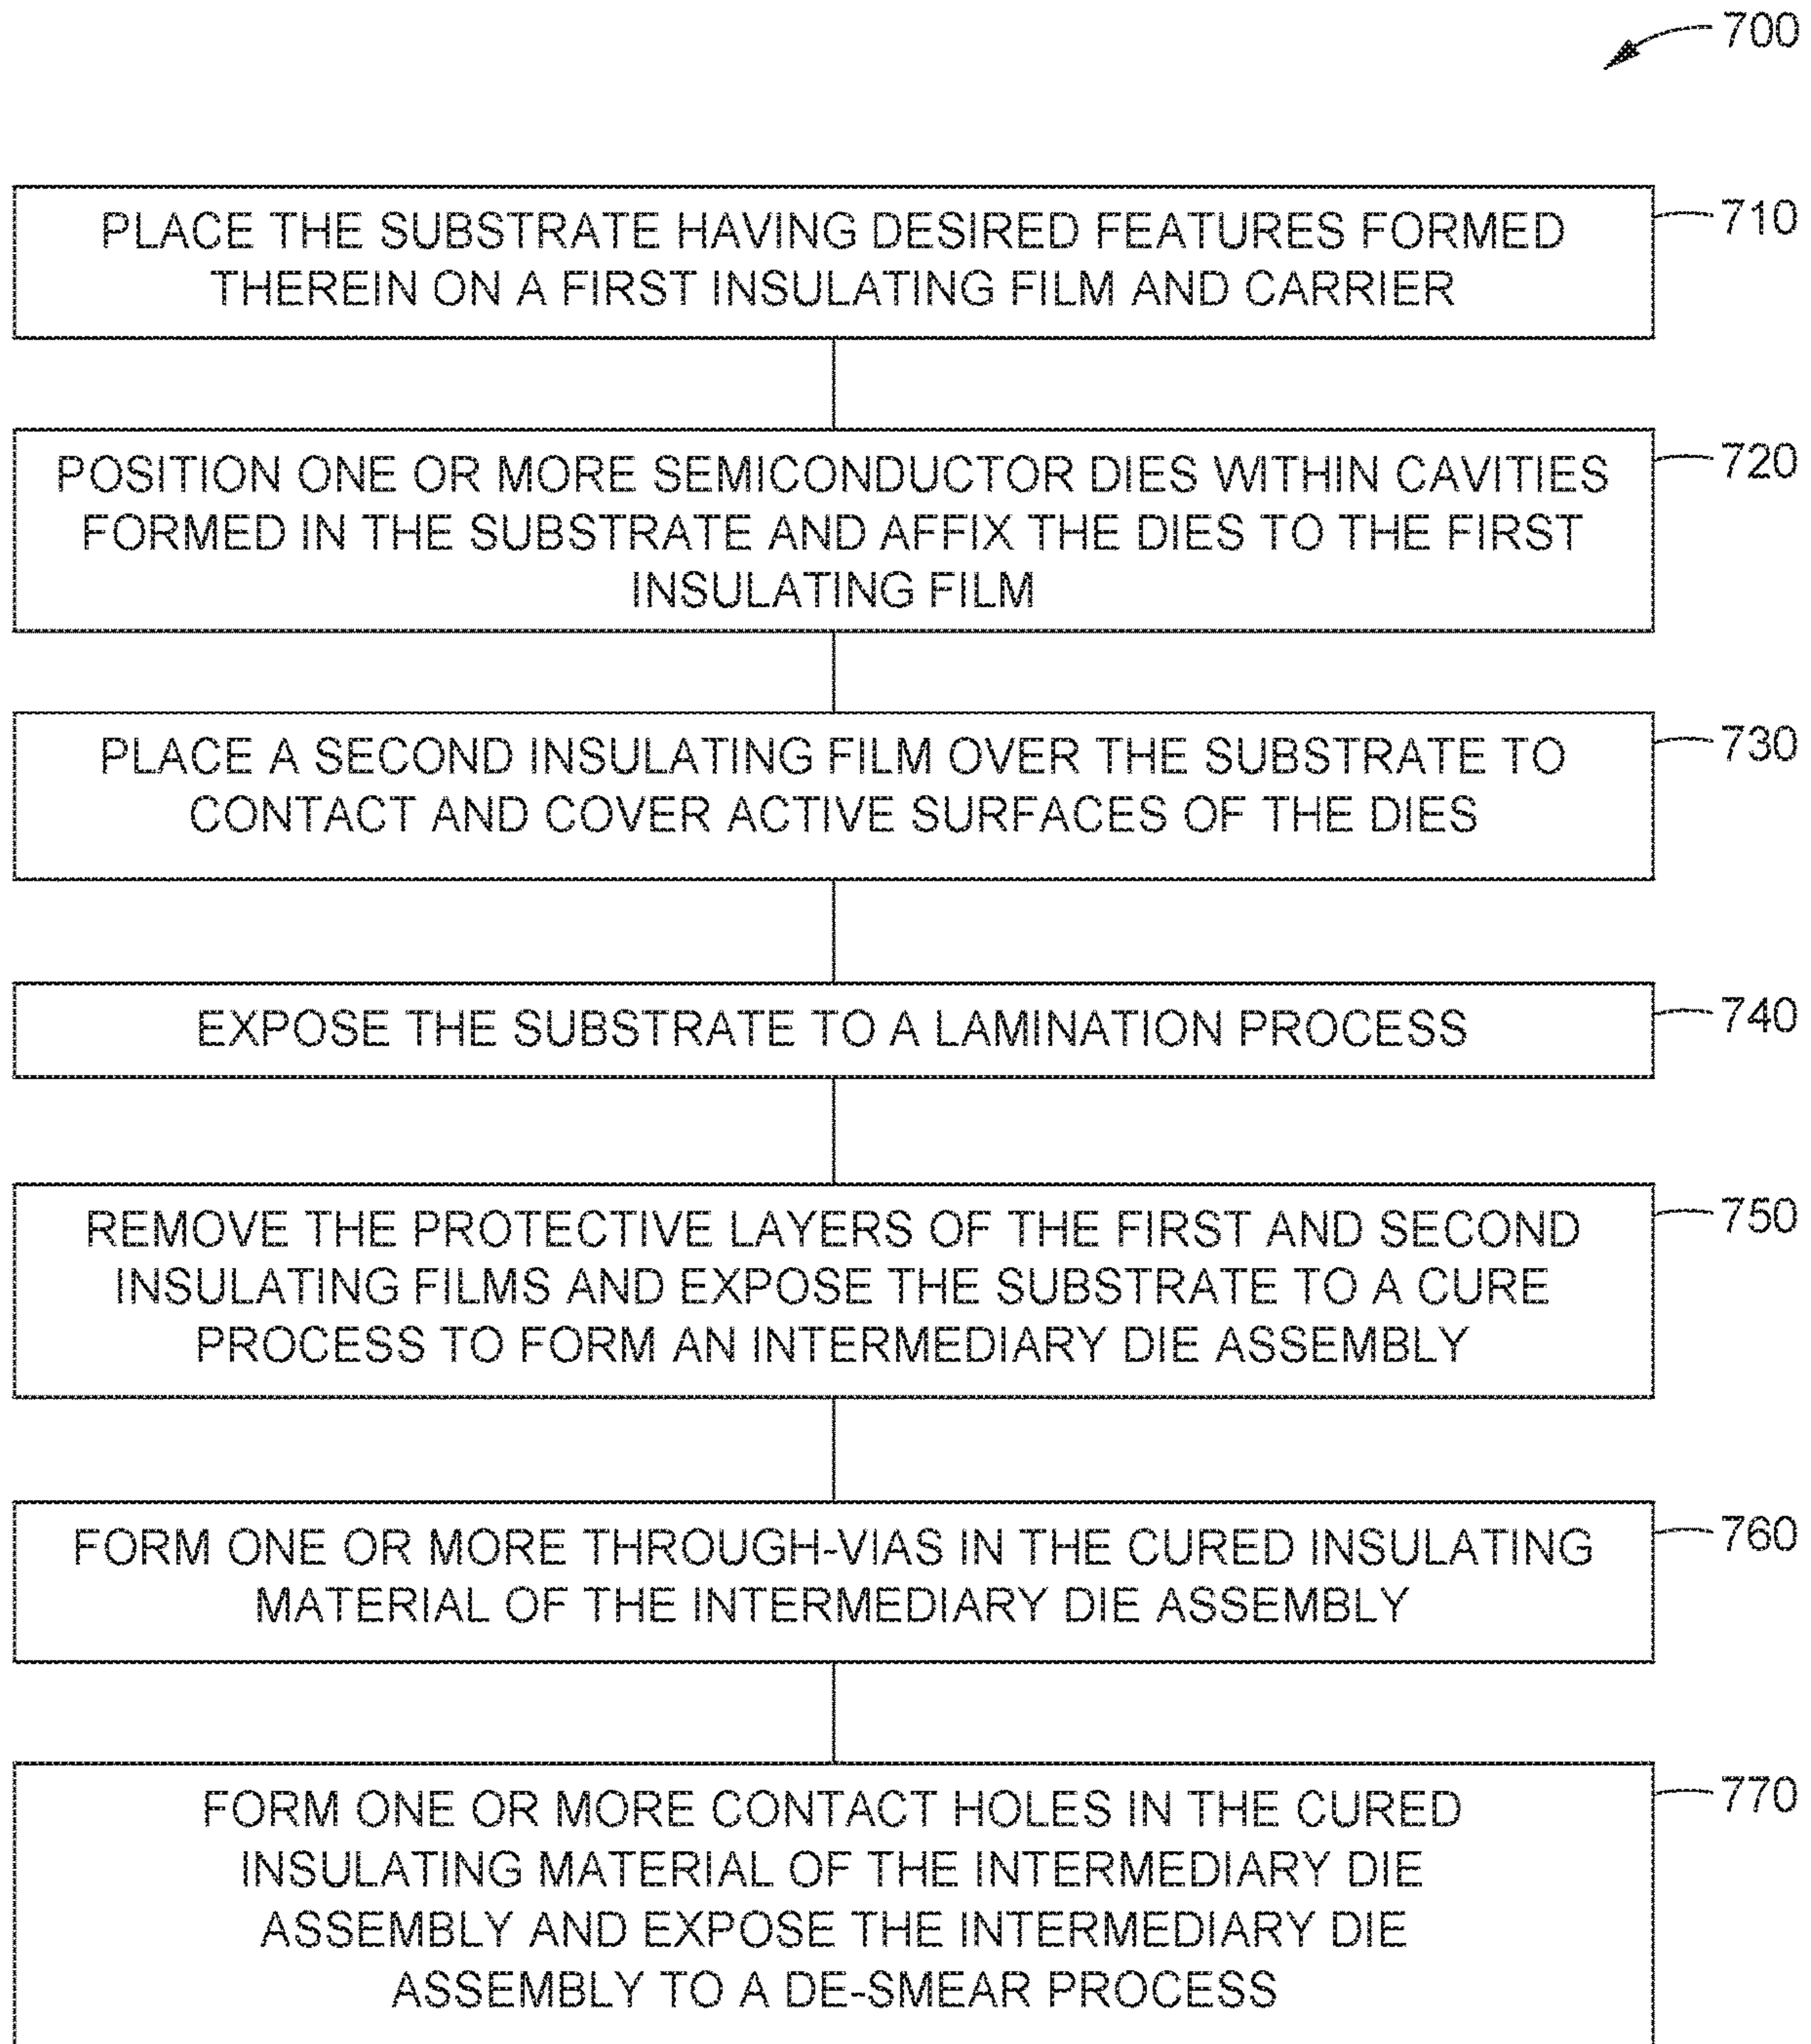 700
PLACE THE SUBSTRATE HAVING DESIRED FEATURES FORMED
THEREIN ON A FIRST INSULATING FILM AND CARRIER
710
POSITION ONE OR MORE SEMICONDUCTOR DIES WITHIN CAVITIES
FORMED IN THE SUBSTRATE AND AFFIX THE DIES TO THE FIRST
INSULATING FILM
720
PLACE A SECOND INSULATING FILM OVER THE SUBSTRATE TO
CONTACT AND COVER ACTIVE SURFACES OF THE DIES
730
EXPOSE THE SUBSTRATE TO A LAMINATION PROCESS
740
REMOVE THE PROTECTIVE LAYERS OF THE FIRST AND SECOND
INSULATING FILMS AND EXPOSE THE SUBSTRATE TO A CURE
PROCESS TO FORM AN INTERMEDIARY DIE ASSEMBLY
750
FORM ONE OR MORE THROUGH-VIAS IN THE CURED INSULATING
MATERIAL OF THE INTERMEDIARY DIE ASSEMBLY
760
FORM ONE OR MORE CONTACT HOLES IN THE CURED
INSULATING MATERIAL OF THE INTERMEDIARY DIE
ASSEMBLY AND EXPOSE THE INTERMEDIARY DIE
ASSEMBLY TO A DE-SMEAR PROCESS
770